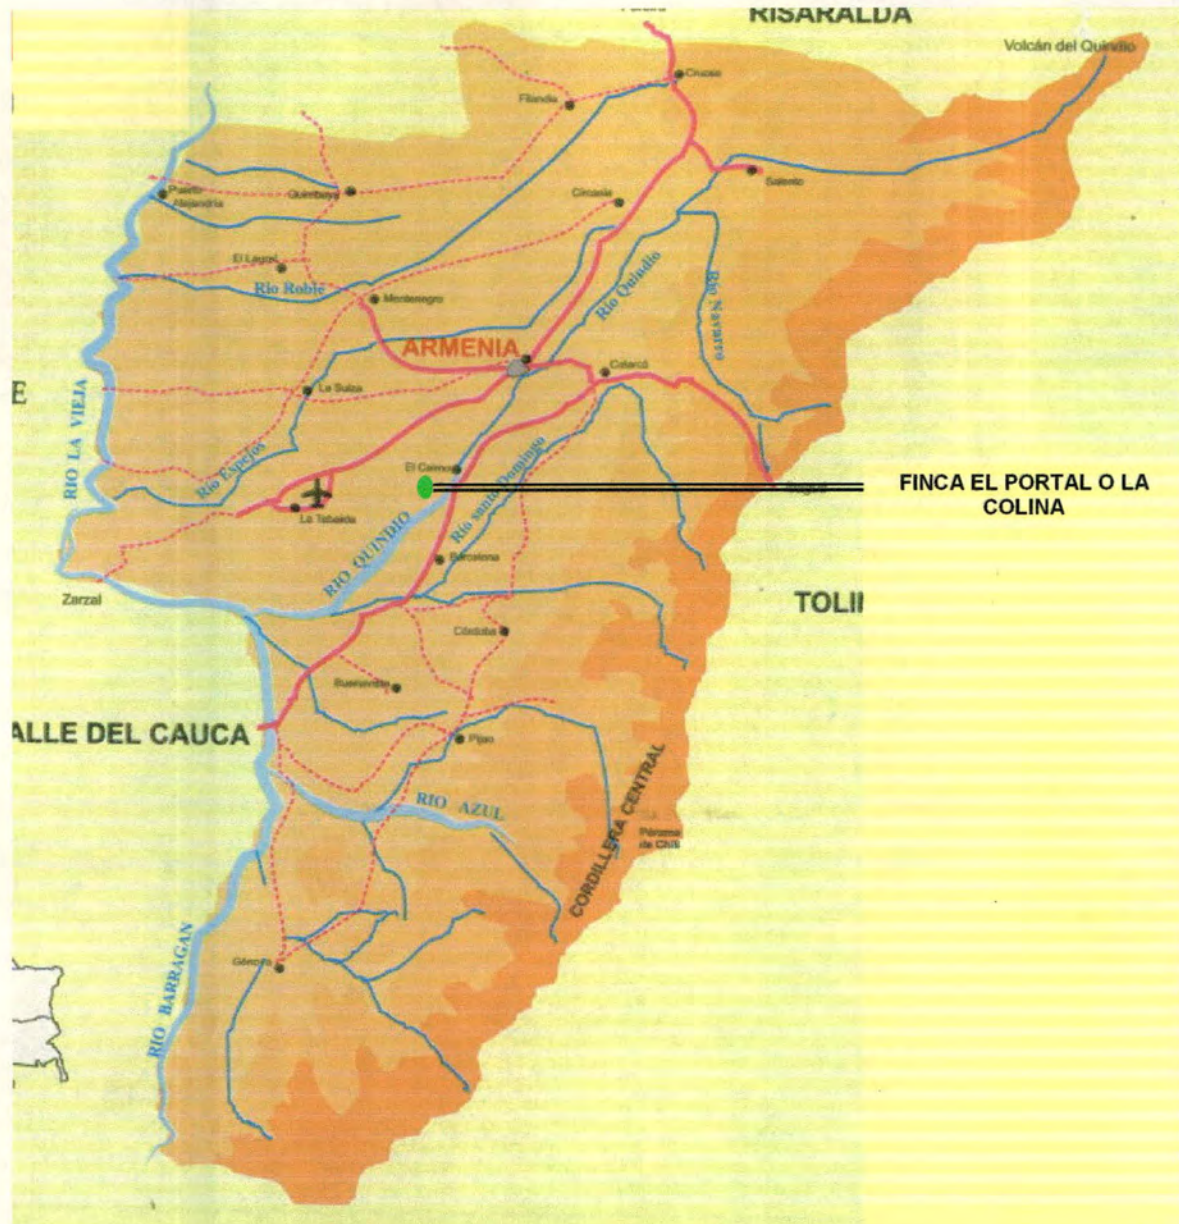 RISARALDA
Volcán del Quindío
Cruces
Filandia
Salento
Puerto
Alejandría
Quimbaya
Circasia
El Laguni
Río Roble
Río Quindío
Río Navarro
Montenegro
ARMENIA
Calarcá
E
La Suiza
RIO LA VIEJA
Río Espejos
El Caimo
Río santo Domingo
FINCA EL PORTAL O LA
COLINA
La Tebaida
RIO QUINDIO
Barcelona
Zarzal
TOLI
Córdoba
Buenavista
ALLE DEL CAUCA
Pijao
RIO AZUL
CORDILLERA CENTRAL
Páramo
de Chili
RIO BARRAGAN
Génova